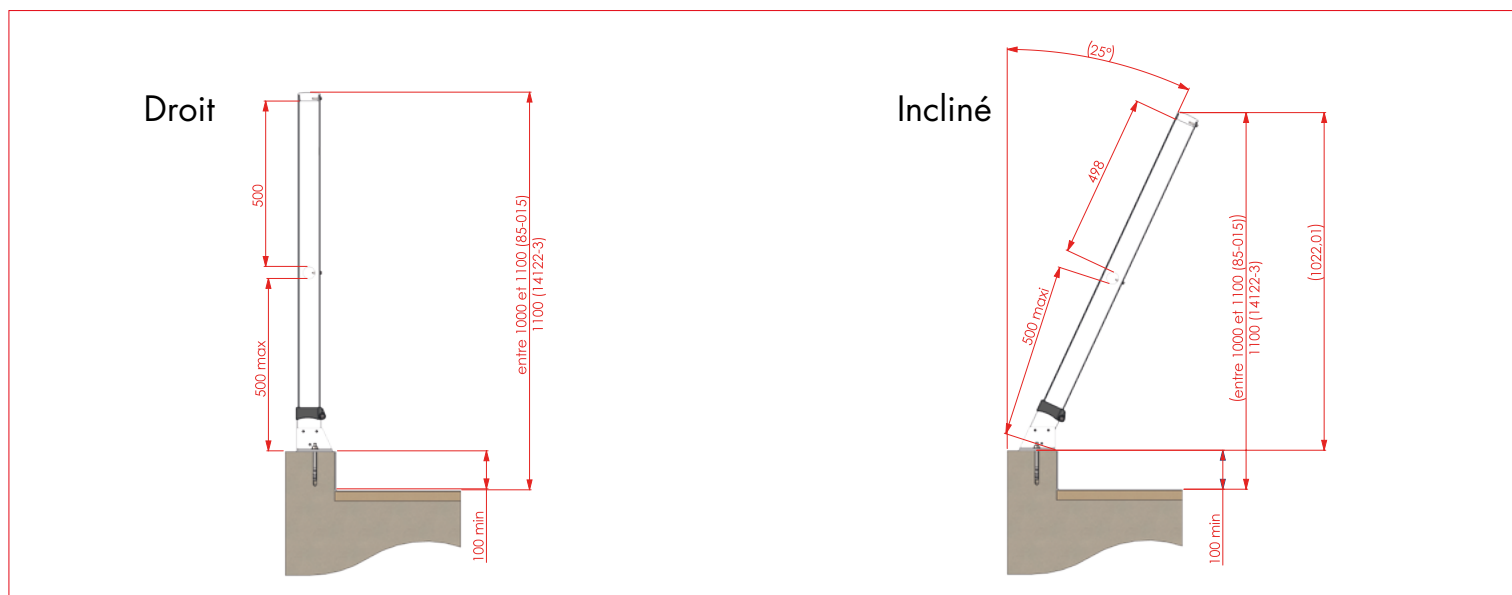 Droit
500
500 max
entre 1000 et 1100 (85-015)
1100 (14122-3)
100 min
Incliné
(25°)
498
500 maxi
(entre 1000 et 1100 (85-015))
1100 (14122-3)
(1022.01)
100 min